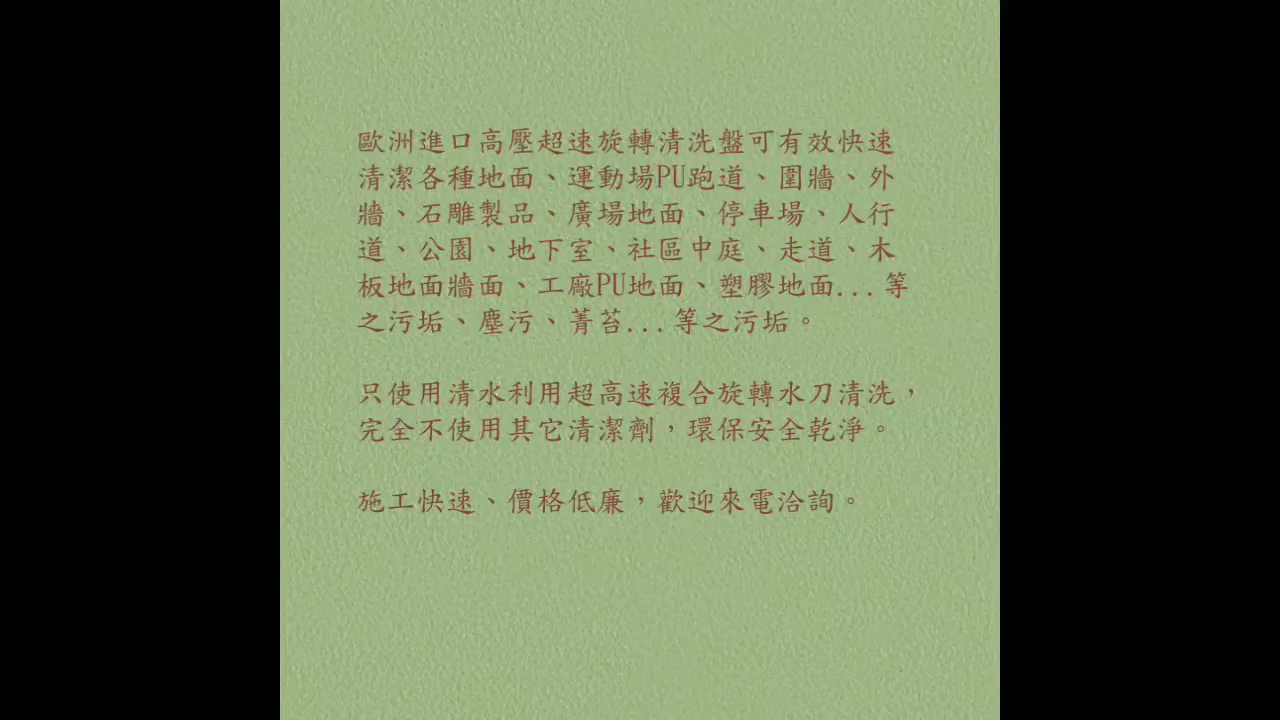 歐洲進口高壓超速旋轉清洗盤可有效快速
清潔各種地面、運動場PU跑道、圍牆、外
牆、石雕製品、廣場地面、停車場、人行
道、公園、地下室、社區中庭、走道、木
板地面牆面、工廠PU地面、塑膠地面...等
之污垢、塵污、菁苔...等之污垢。
只使用清水利用超高速複合旋轉水刀清洗，
完全不使用其它清潔劑，環保安全乾淨。
施工快速、價格低廉，歡迎來電洽詢。